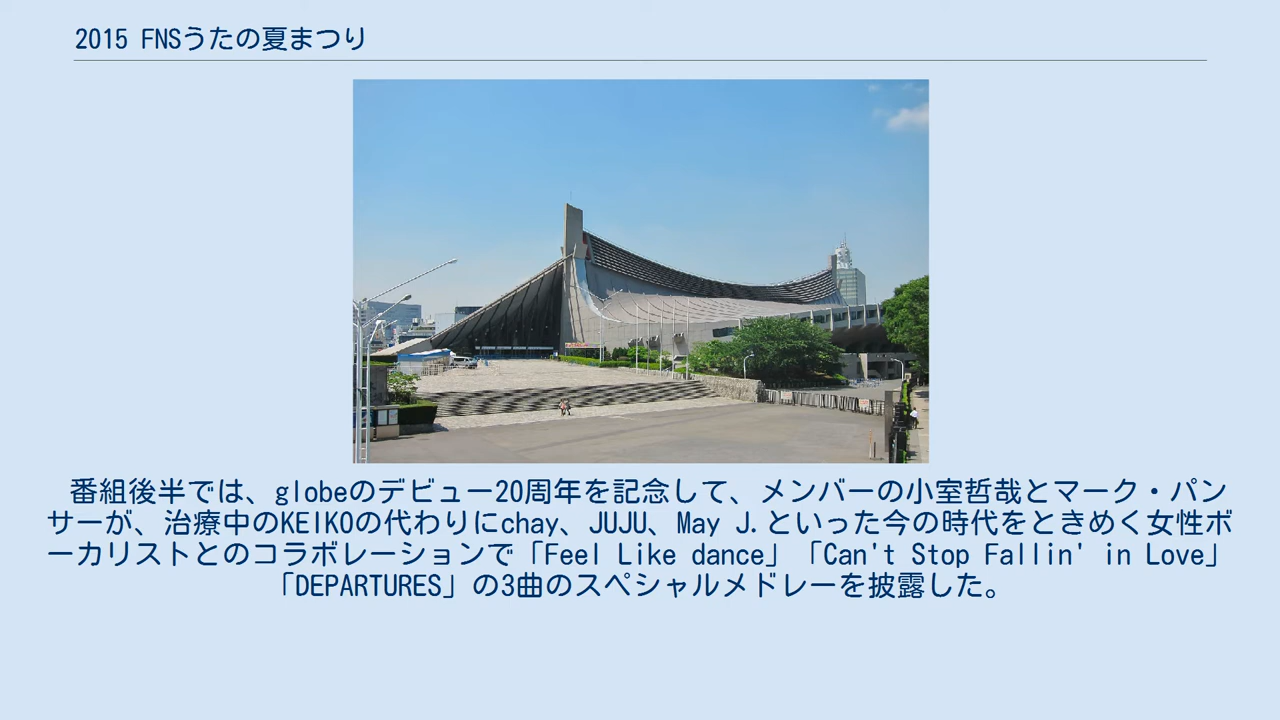 2015 FNSうたの夏まつり
番組後半では、globeのデビュー20周年を記念して、メンバーの小室哲哉とマーク・パン
サーが、治療中のKEIKOの代わりにchay、JUJU、May J.といった今の時代をときめく女性ボ
ーカリストとのコラボレーションで「Feel Like dance」「Can't Stop Fallin' in Love」
「DEPARTURES」の3曲のスペシャルメドレーを披露した。